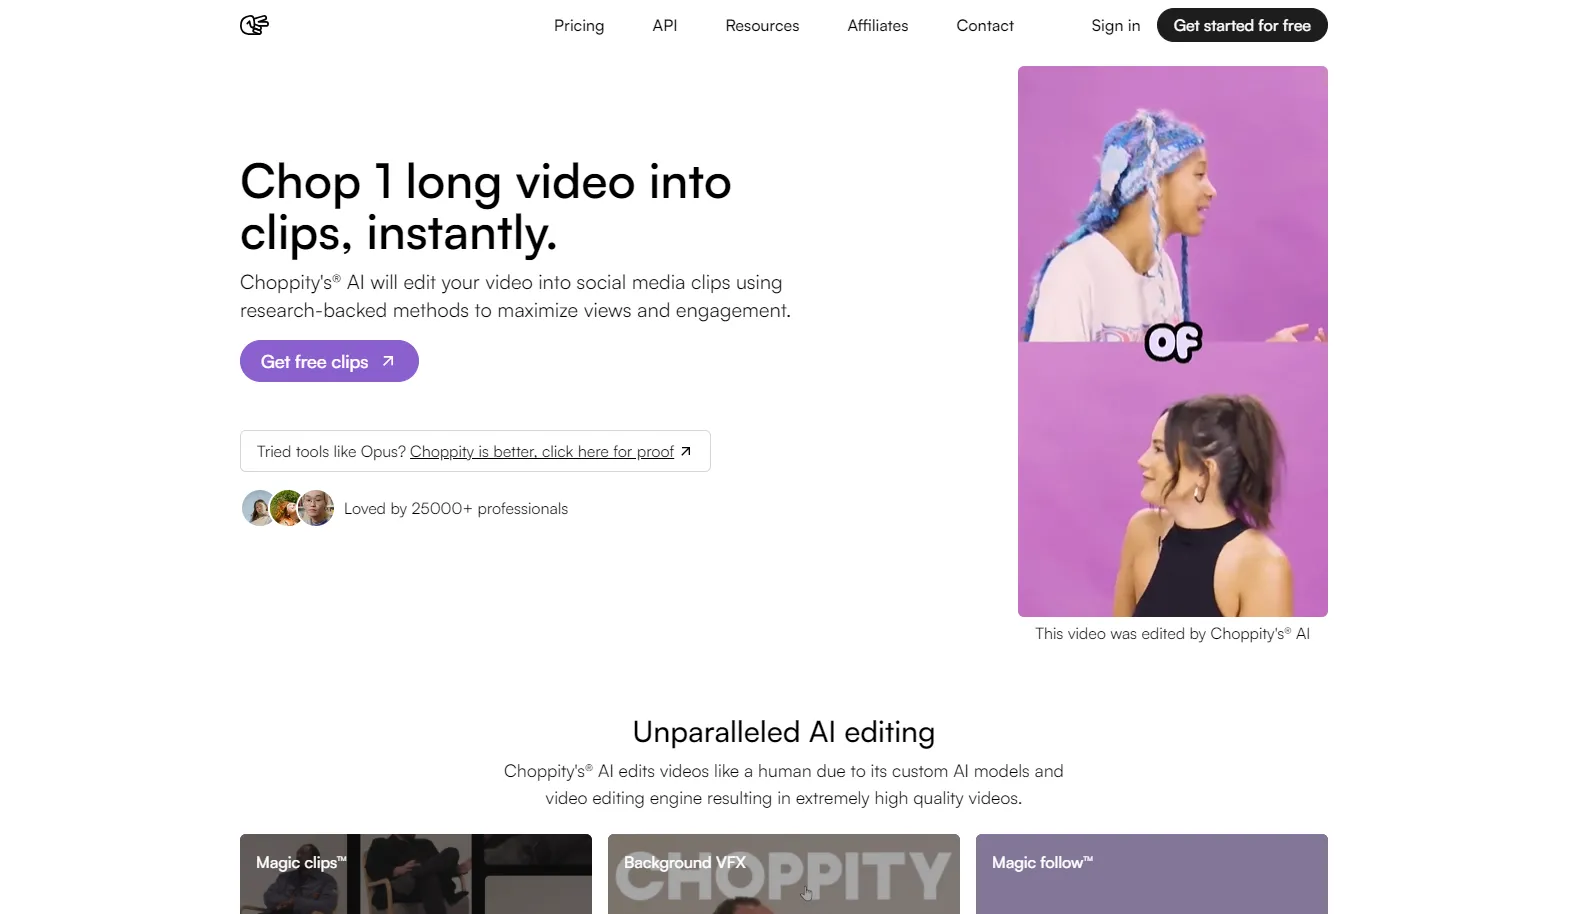 Pricing
API
Resources
Affiliates
Contact
Sign in
Get started for free
Chop 1 long video into
clips, instantly.
Choppity's® AI will edit your video into social media clips using
research-backed methods to maximize views and engagement.
Get free clips
Tried tools like Opus? Choppity is better, click here for proof
Loved by 25000+ professionals
OF
This video was edited by Choppity's® AI
Unparalleled AI editing
Choppity's® AI edits videos like a human due to its custom AI models and
video editing engine resulting in extremely high quality videos.
Magic clips™
Background VFX
CHOPPITY
Magic follow™